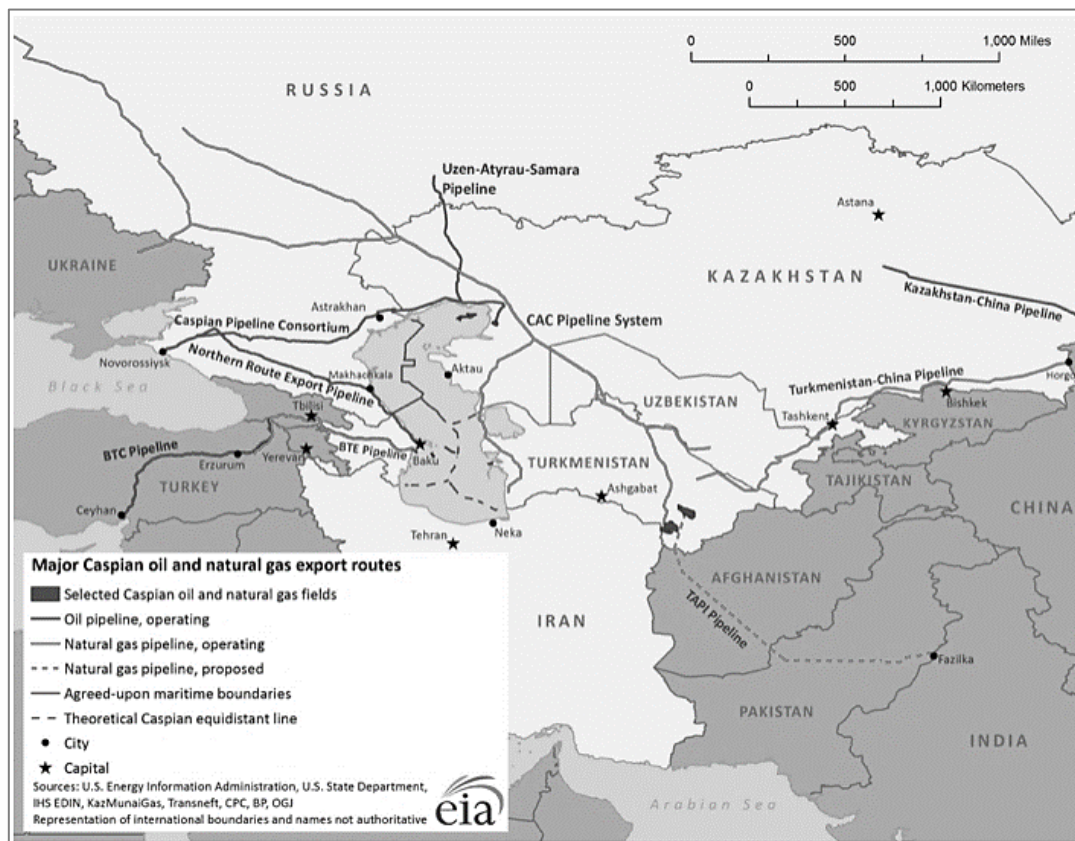 0 500 1,000 Miles
0 500 1,000 Kilometers
RUSSIA
Uzen-Atyrau-Samara
Pipeline
Astana
UKRAINE
KAZAKHSTAN
Kazakhstan-China Pipeline
Astrakhan
Caspian Pipeline Consortium
CAC Pipeline System
Novorossiysk
Northern Route Export Pipeline
Makhachkala
Aktau
Turkmenistan-China Pipeline
Horgos
Black Sea
Tbilisi
UZBEKISTAN
Tashkent
Bishkek
KYRGYZSTAN
BTC Pipeline
Erzurum
Yerevan
BTE Pipeline
Baku
TURKMENISTAN
TAJIKISTAN
TURKEY
Ashgabat
CHINA
Ceyhan
Tehran
Neka
AFGHANISTAN
TAPI Pipeline
IRAN
Fazilka
PAKISTAN
INDIA
Arabian Sea
Major Caspian oil and natural gas export routes
Selected Caspian oil and natural gas fields
Oil pipeline, operating
Natural gas pipeline, operating
Natural gas pipeline, proposed
Agreed-upon maritime boundaries
Theoretical Caspian equidistant line
City
Capital
Sources: U.S. Energy Information Administration, U.S. State Department,
IHS EDIN, KazMunaiGas, Transneft, CPC, BP, OGJ
Representation of international boundaries and names not authoritative
eia